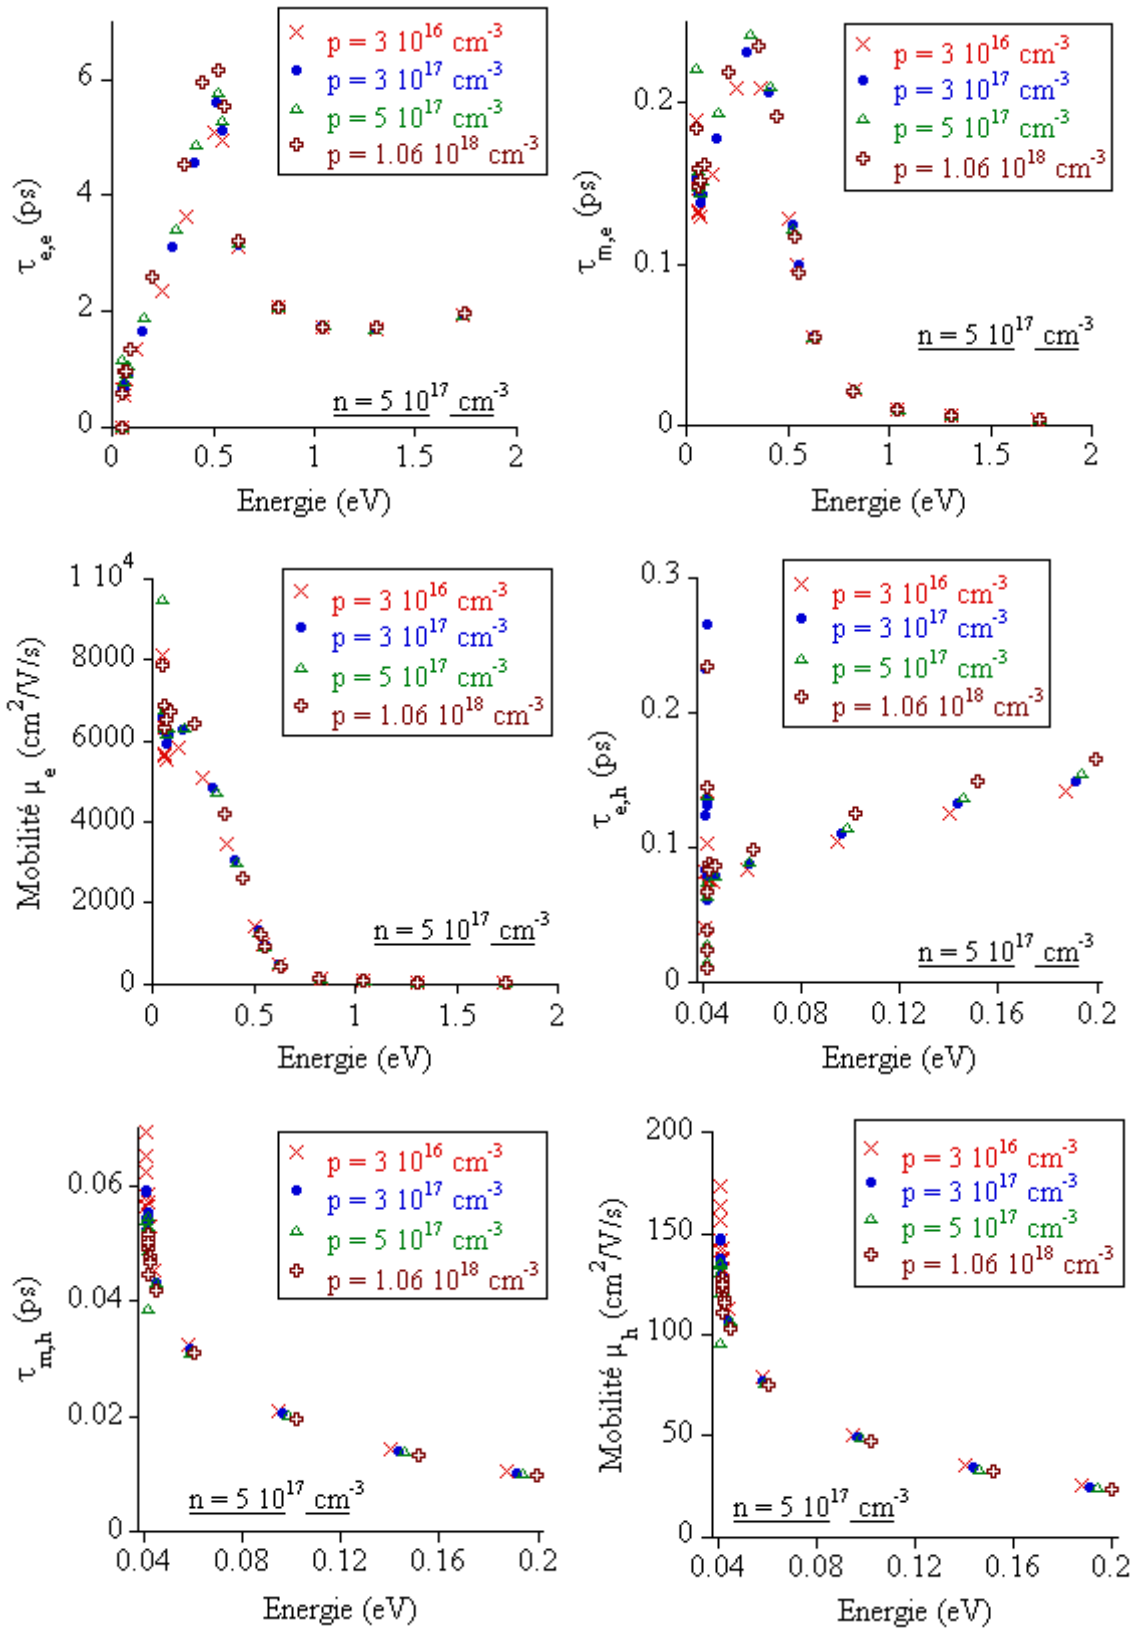 p = 3 10^16 cm^-3
p = 3 10^17 cm^-3
p = 5 10^17 cm^-3
p = 1.06 10^18 cm^-3
τe,e (ps)
6
4
2
0
n = 5 10^17 cm^-3
0 0.5 1 1.5 2
Energie (eV)
p = 3 10^16 cm^-3
p = 3 10^17 cm^-3
p = 5 10^17 cm^-3
p = 1.06 10^18 cm^-3
τm,e (ps)
0.2
0.1
0
n = 5 10^17 cm^-3
0 0.5 1 1.5 2
Energie (eV)
p = 3 10^16 cm^-3
p = 3 10^17 cm^-3
p = 5 10^17 cm^-3
p = 1.06 10^18 cm^-3
Mobilité μe (cm^2/V/s)
1 10^4
8000
6000
4000
2000
0
n = 5 10^17 cm^-3
0 0.5 1 1.5 2
Energie (eV)
p = 3 10^16 cm^-3
p = 3 10^17 cm^-3
p = 5 10^17 cm^-3
p = 1.06 10^18 cm^-3
τe,h (ps)
0.3
0.2
0.1
0
n = 5 10^17 cm^-3
0.04 0.08 0.12 0.16 0.2
Energie (eV)
p = 3 10^16 cm^-3
p = 3 10^17 cm^-3
p = 5 10^17 cm^-3
p = 1.06 10^18 cm^-3
τm,h (ps)
0.06
0.04
0.02
0
n = 5 10^17 cm^-3
0.04 0.08 0.12 0.16 0.2
Energie (eV)
p = 3 10^16 cm^-3
p = 3 10^17 cm^-3
p = 5 10^17 cm^-3
p = 1.06 10^18 cm^-3
Mobilité μh (cm^2/V/s)
200
150
100
50
0
n = 5 10^17 cm^-3
0.04 0.08 0.12 0.16 0.2
Energie (eV)